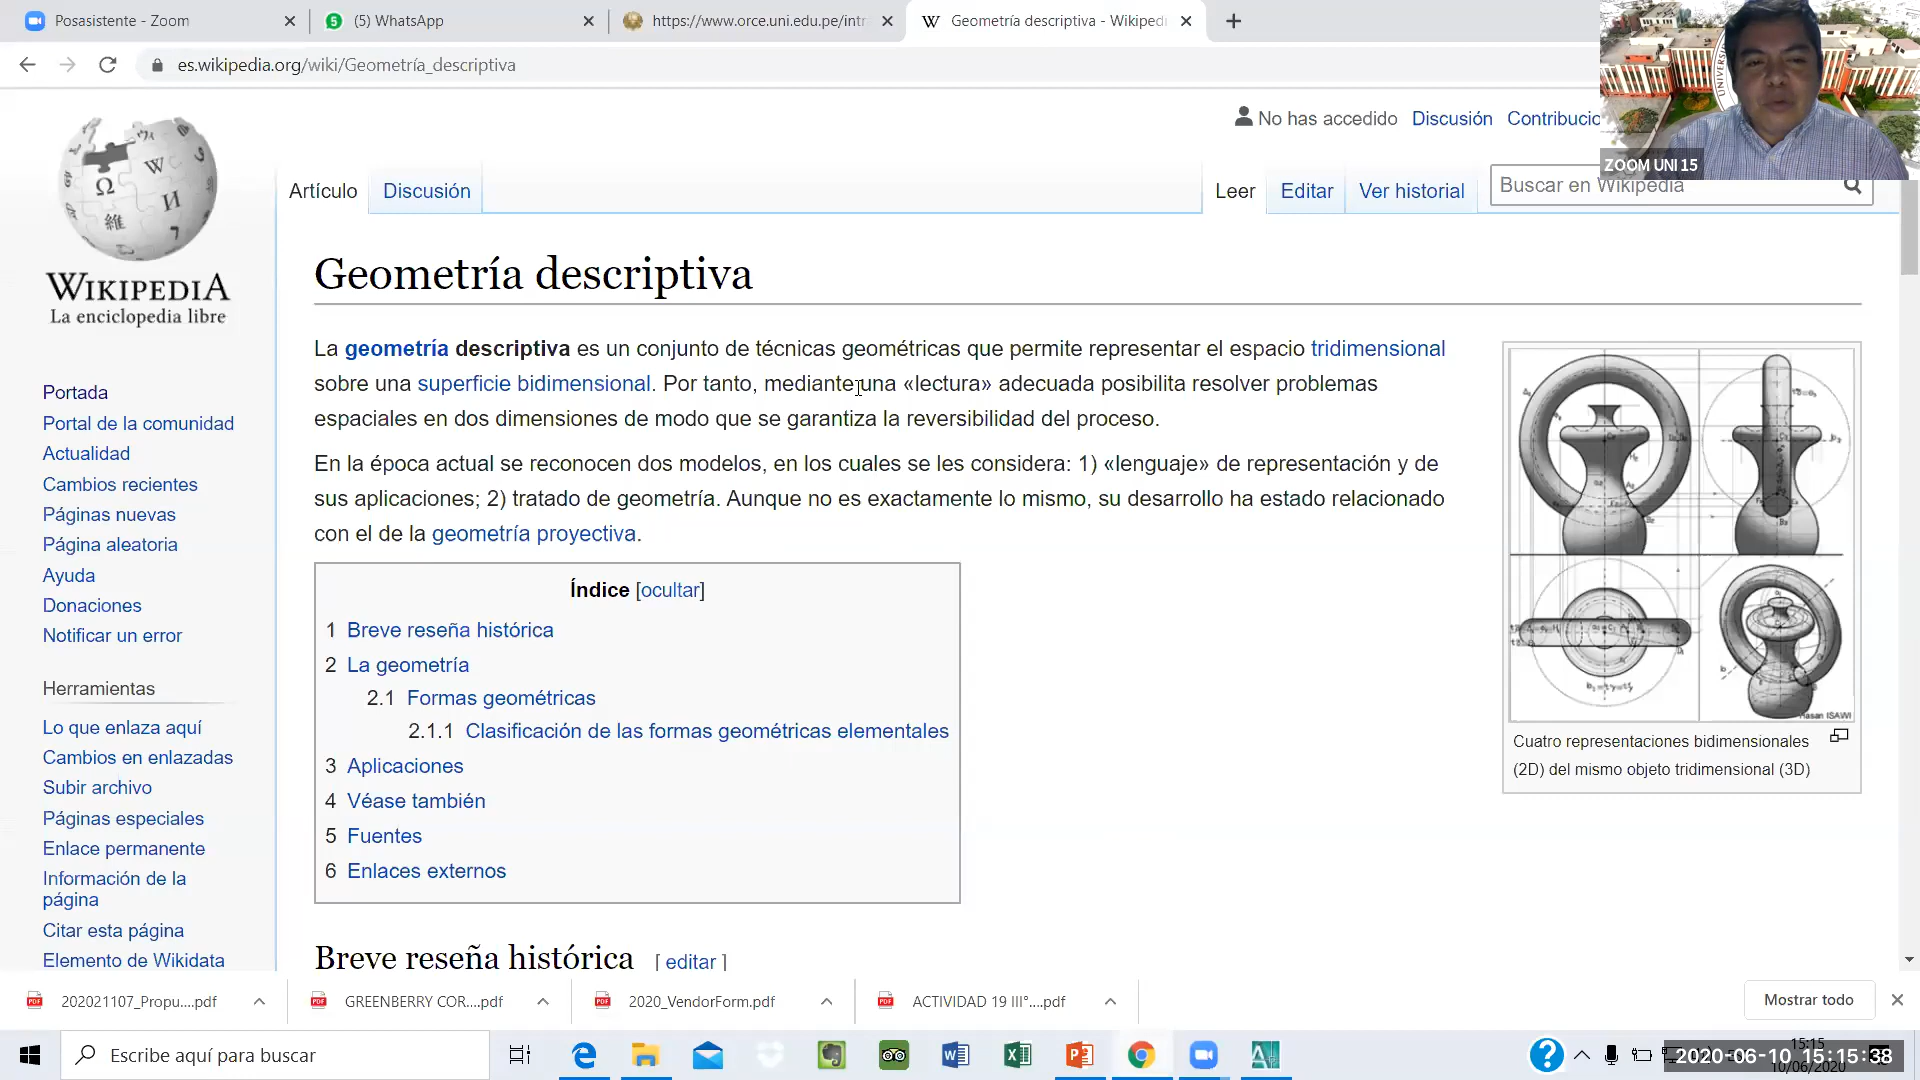 Posasistente - Zoom
(5) WhatsApp
https://www.orce.uni.edu.pe/intr
Geometría descriptiva - Wikiped
es.wikipedia.org/wiki/Geometría_descriptiva
No has accedido Discusión Contribucio
ZOOM UNI 15
Artículo Discusión Leer Editar Ver historial Buscar en Wikipedia
WIKIPEDIA
La enciclopedia libre
Geometría descriptiva
La geometría descriptiva es un conjunto de técnicas geométricas que permite representar el espacio tridimensional
sobre una superficie bidimensional. Por tanto, mediante una «lectura» adecuada posibilita resolver problemas
espaciales en dos dimensiones de modo que se garantiza la reversibilidad del proceso.
En la época actual se reconocen dos modelos, en los cuales se les considera: 1) «lenguaje» de representación y de
sus aplicaciones; 2) tratado de geometría. Aunque no es exactamente lo mismo, su desarrollo ha estado relacionado
con el de la geometría proyectiva.
Portada
Portal de la comunidad
Actualidad
Cambios recientes
Páginas nuevas
Página aleatoria
Ayuda
Donaciones
Notificar un error
Herramientas
Lo que enlaza aquí
Cambios en enlazadas
Subir archivo
Páginas especiales
Enlace permanente
Información de la
página
Citar esta página
Elemento de Wikidata
Índice [ocultar]
1 Breve reseña histórica
2 La geometría
2.1 Formas geométricas
2.1.1 Clasificación de las formas geométricas elementales
3 Aplicaciones
4 Véase también
5 Fuentes
6 Enlaces externos
Hasan ISAWI
Cuatro representaciones bidimensionales
(2D) del mismo objeto tridimensional (3D)
Breve reseña histórica [ editar ]
202021107_Propu....pdf
GREENBERRY COR....pdf
2020_VendorForm.pdf
ACTIVIDAD 19 III°....pdf
Mostrar todo
Escribe aquí para buscar
15:15
2020-06-10 15:15:38
10/06/2020